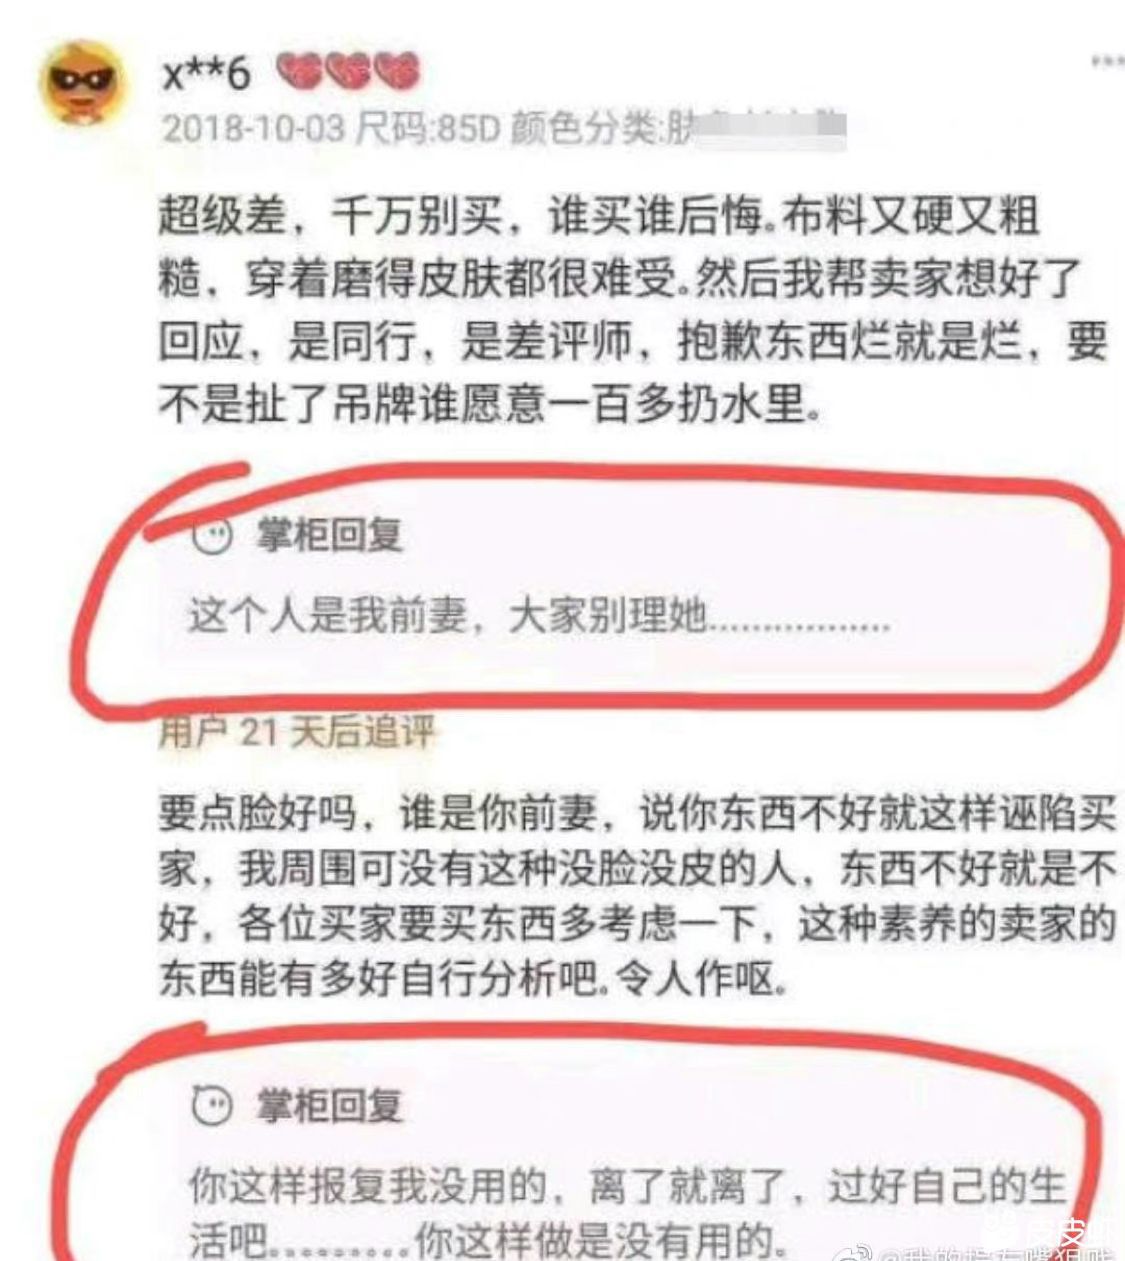 x**6
2018-10-03 尺码:85D 颜色分类:肤
超级差，千万别买，谁买谁后悔。布料又硬又粗
糙，穿着磨得皮肤都很难受。然后我帮卖家想好了
回应，是同行，是差评师，抱歉东西烂就是烂，要
不是扯了吊牌谁愿意一百多扔水里。
掌柜回复
这个人是我前妻，大家别理她.................
用户 21 天后追评
要点脸好吗，谁是你前妻，说你东西不好就这样诬陷买
家，我周围可没有这种没脸没皮的人，东西不好就是不
好，各位买家要买东西多考虑一下，这种素养的卖家的
东西能有多好自行分析吧。令人作呕。
掌柜回复
你这样报复我没用的，离了就离了，过好自己的生
活吧。。。。。。。。。你这样做是没有用的。